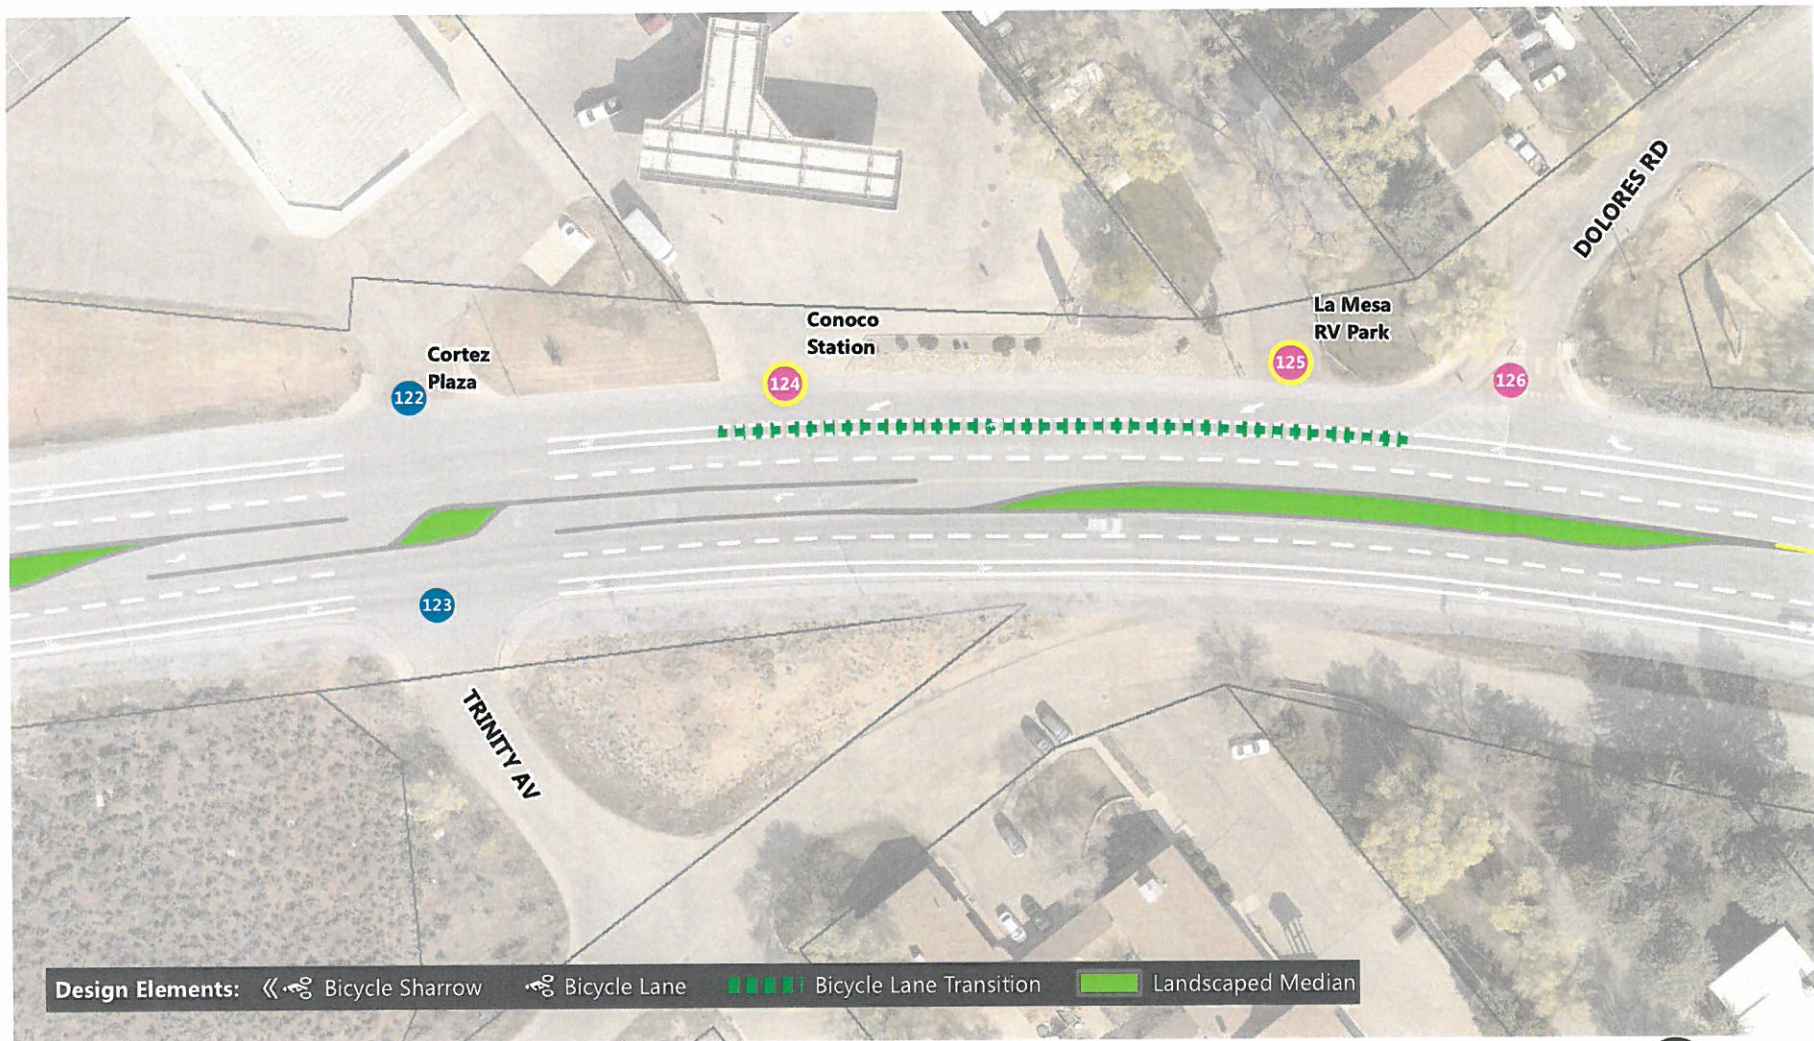 DOLORES RD
La Mesa
RV Park
Conoco
Station
Cortez
Plaza
125
126
124
122
123
TRINITY AV
Design Elements: Bicycle Sharrow Bicycle Lane Bicycle Lane Transition Landscaped Median